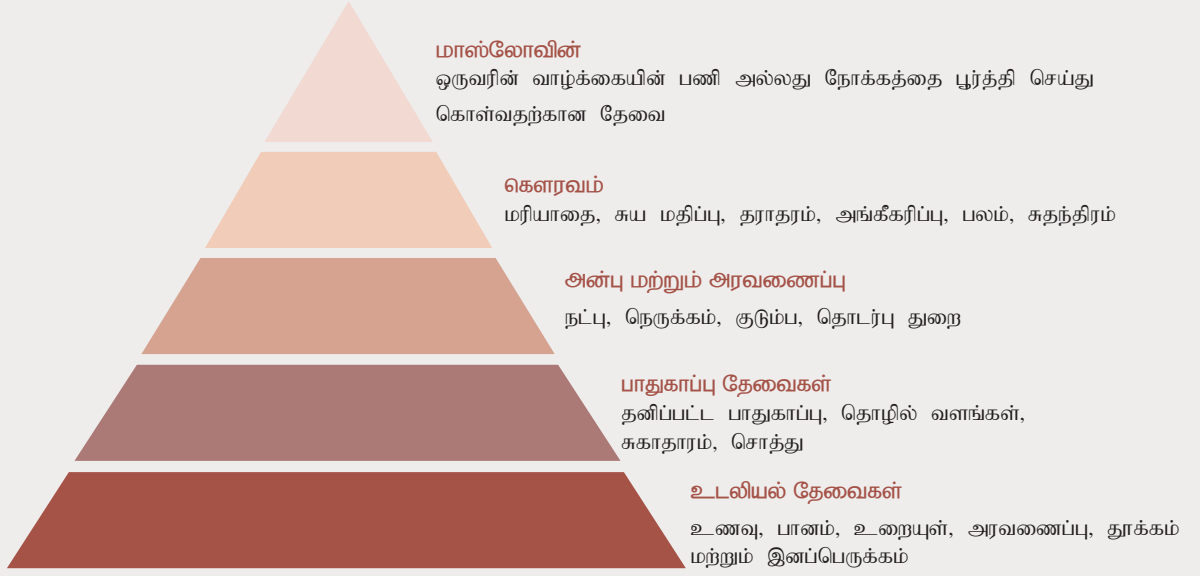 மாஸ்லோவின்
ஒருவரின் வாழ்க்கையின் பணி அல்லது நோக்கத்தை பூர்த்தி செய்து
கொள்வதற்கான தேவை
கௌரவம்
மரியாதை, சுய மதிப்பு, தராதரம், அங்கீகரிப்பு, பலம், சுதந்திரம்
அன்பு மற்றும் அரவணைப்பு
நட்பு, நெருக்கம், குடும்ப, தொடர்பு துறை
பாதுகாப்பு தேவைகள்
தனிப்பட்ட பாதுகாப்பு, தொழில் வளங்கள்,
சுகாதாரம், சொத்து
உடலியல் தேவைகள்
உணவு, பானம், உறையுள், அரவணைப்பு, தூக்கம்
மற்றும் இனப்பெருக்கம்